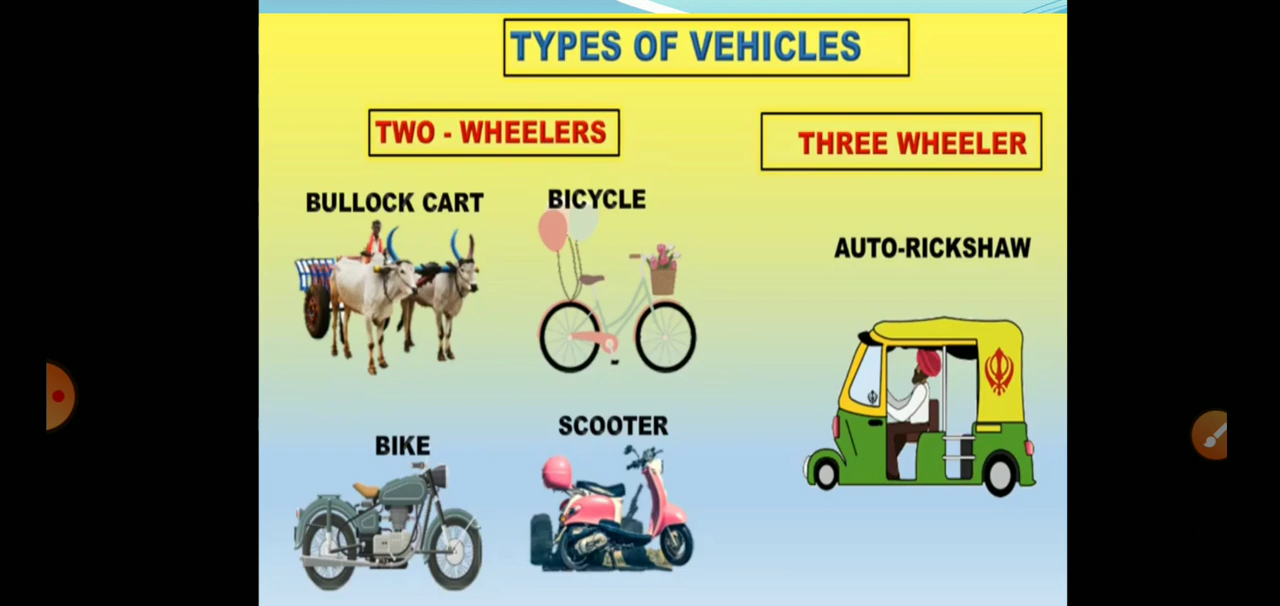 TYPES OF VEHICLES
TWO - WHEELERS
THREE WHEELER
BULLOCK CART
BICYCLE
AUTO-RICKSHAW
BIKE
SCOOTER